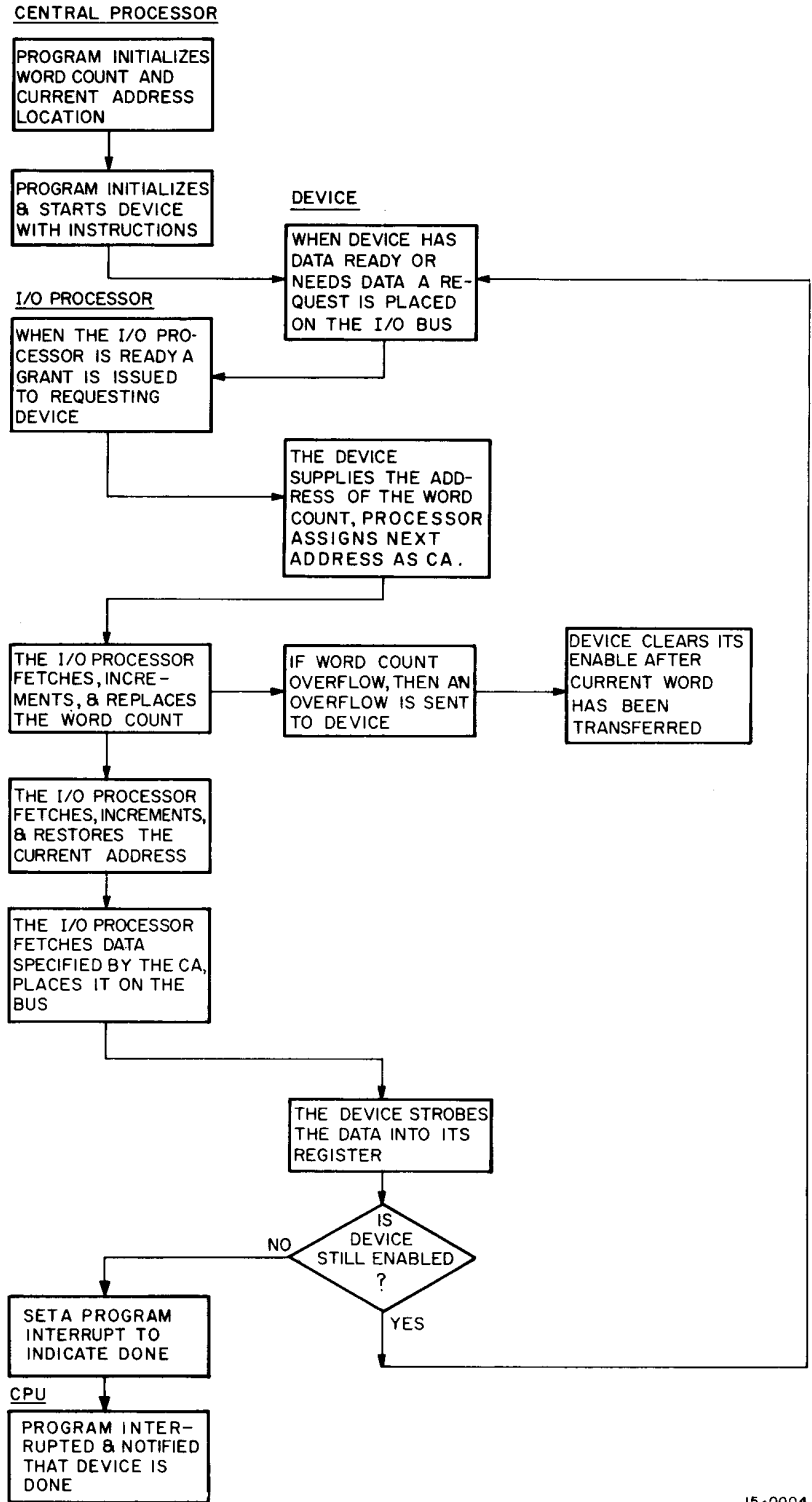 CENTRAL PROCESSOR
PROGRAM INITIALIZES
WORD COUNT AND
CURRENT ADDRESS
LOCATION
PROGRAM INITIALIZES
& STARTS DEVICE
WITH INSTRUCTIONS
DEVICE
WHEN DEVICE HAS
DATA READY OR
NEEDS DATA A RE-
QUEST IS PLACED
ON THE I/O BUS
I/O PROCESSOR
WHEN THE I/O PRO-
CESSOR IS READY A
GRANT IS ISSUED
TO REQUESTING
DEVICE
THE DEVICE
SUPPLIES THE ADD-
RESS OF THE WORD
COUNT, PROCESSOR
ASSIGNS NEXT
ADDRESS AS CA.
THE I/O PROCESSOR
FETCHES, INCRE-
MENTS, & REPLACES
THE WORD COUNT
IF WORD COUNT
OVERFLOW, THEN AN
OVERFLOW IS SENT
TO DEVICE
DEVICE CLEARS ITS
ENABLE AFTER
CURRENT WORD
HAS BEEN
TRANSFERRED
THE I/O PROCESSOR
FETCHES, INCREMENTS,
& RESTORES THE
CURRENT ADDRESS
THE I/O PROCESSOR
FETCHES DATA
SPECIFIED BY THE CA,
PLACES IT ON THE
BUS
THE DEVICE STROBES
THE DATA INTO ITS
REGISTER
IS
DEVICE
STILL ENABLED
?
NO
YES
SET A PROGRAM
INTERRUPT TO
INDICATE DONE
CPU
PROGRAM INTER-
RUPTED & NOTIFIED
THAT DEVICE IS
DONE
15-0004